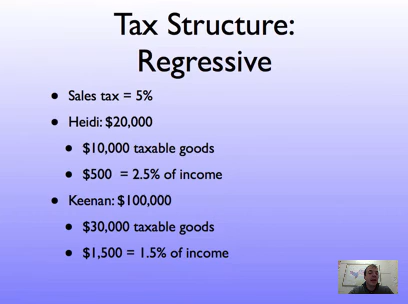 Tax Structure:
Regressive
• Sales tax = 5%
• Heidi: $20,000
• $10,000 taxable goods
• $500 = 2.5% of income
• Keenan: $100,000
• $30,000 taxable goods
• $1,500 = 1.5% of income